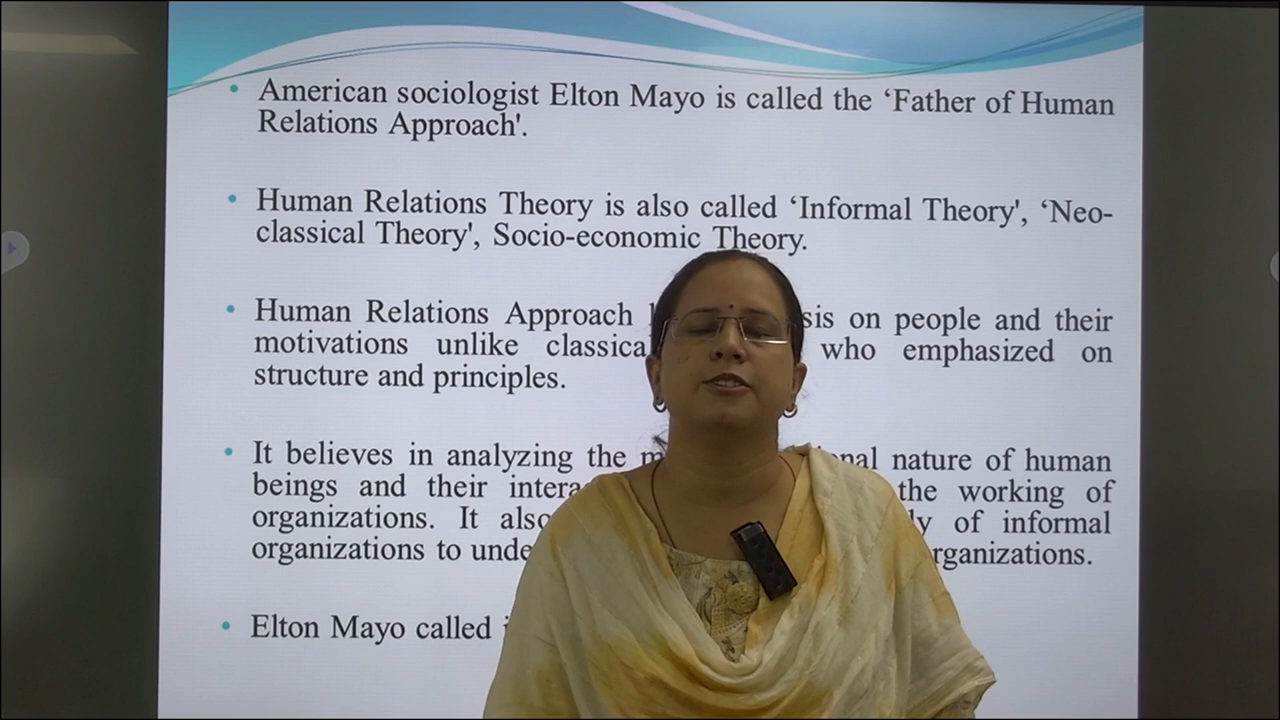 American sociologist Elton Mayo is called the ‘Father of Human
Relations Approach'.
Human Relations Theory is also called ‘Informal Theory', ‘Neo-
classical Theory', Socio-economic Theory.
Human Relations Approach sis on people and their
motivations unlike classica who emphasized on
structure and principles.
It believes in analyzing the nal nature of human
beings and their intera the working of
organizations. It also ly of informal
organizations to unde rganizations.
Elton Mayo called